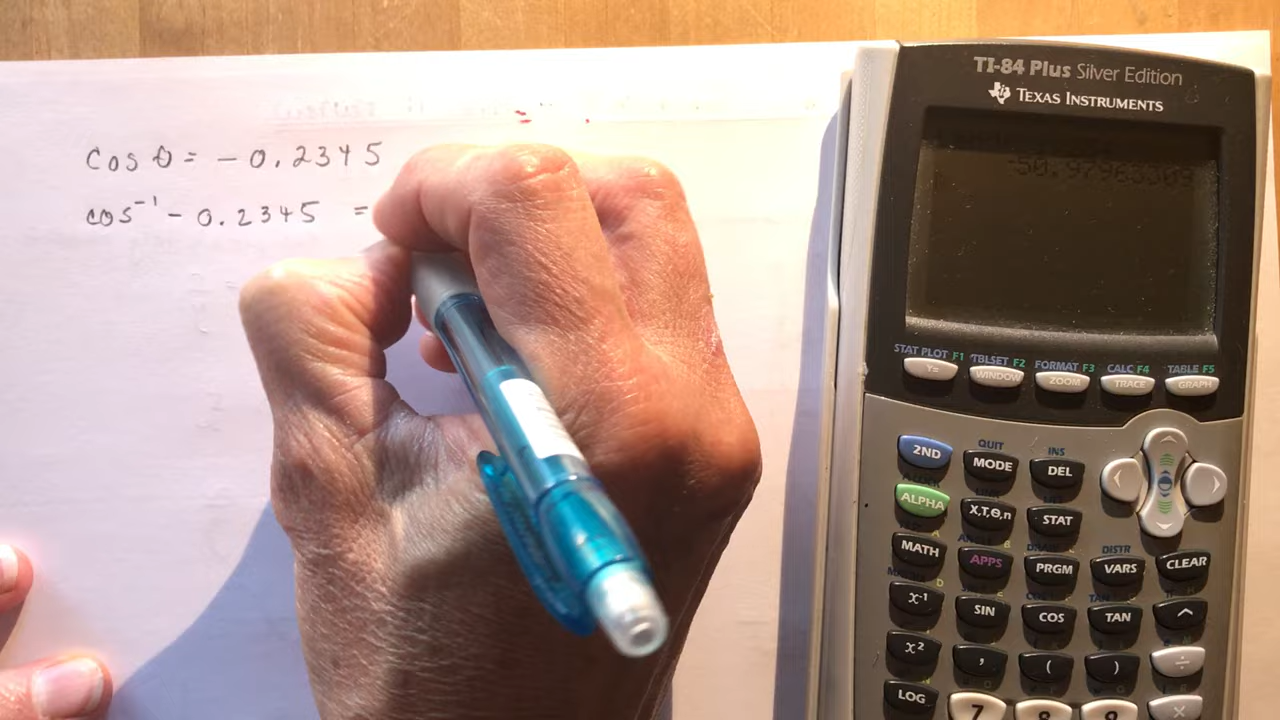 cos θ = - 0.2345
cos⁻¹ - 0.2345 =
TI-84 Plus Silver Edition
TEXAS INSTRUMENTS
STAT PLOT F1 TBLSET F2 FORMAT F3 CALC F4 TABLE F5
Y= WINDOW ZOOM TRACE GRAPH
QUIT INS
2ND MODE DEL
ALPHA X,T,θ,n STAT
DISTR
MATH APPS PRGM VARS CLEAR
x⁻¹ SIN COS TAN ^
x² , ( ) ÷
LOG 7 8 9 ×